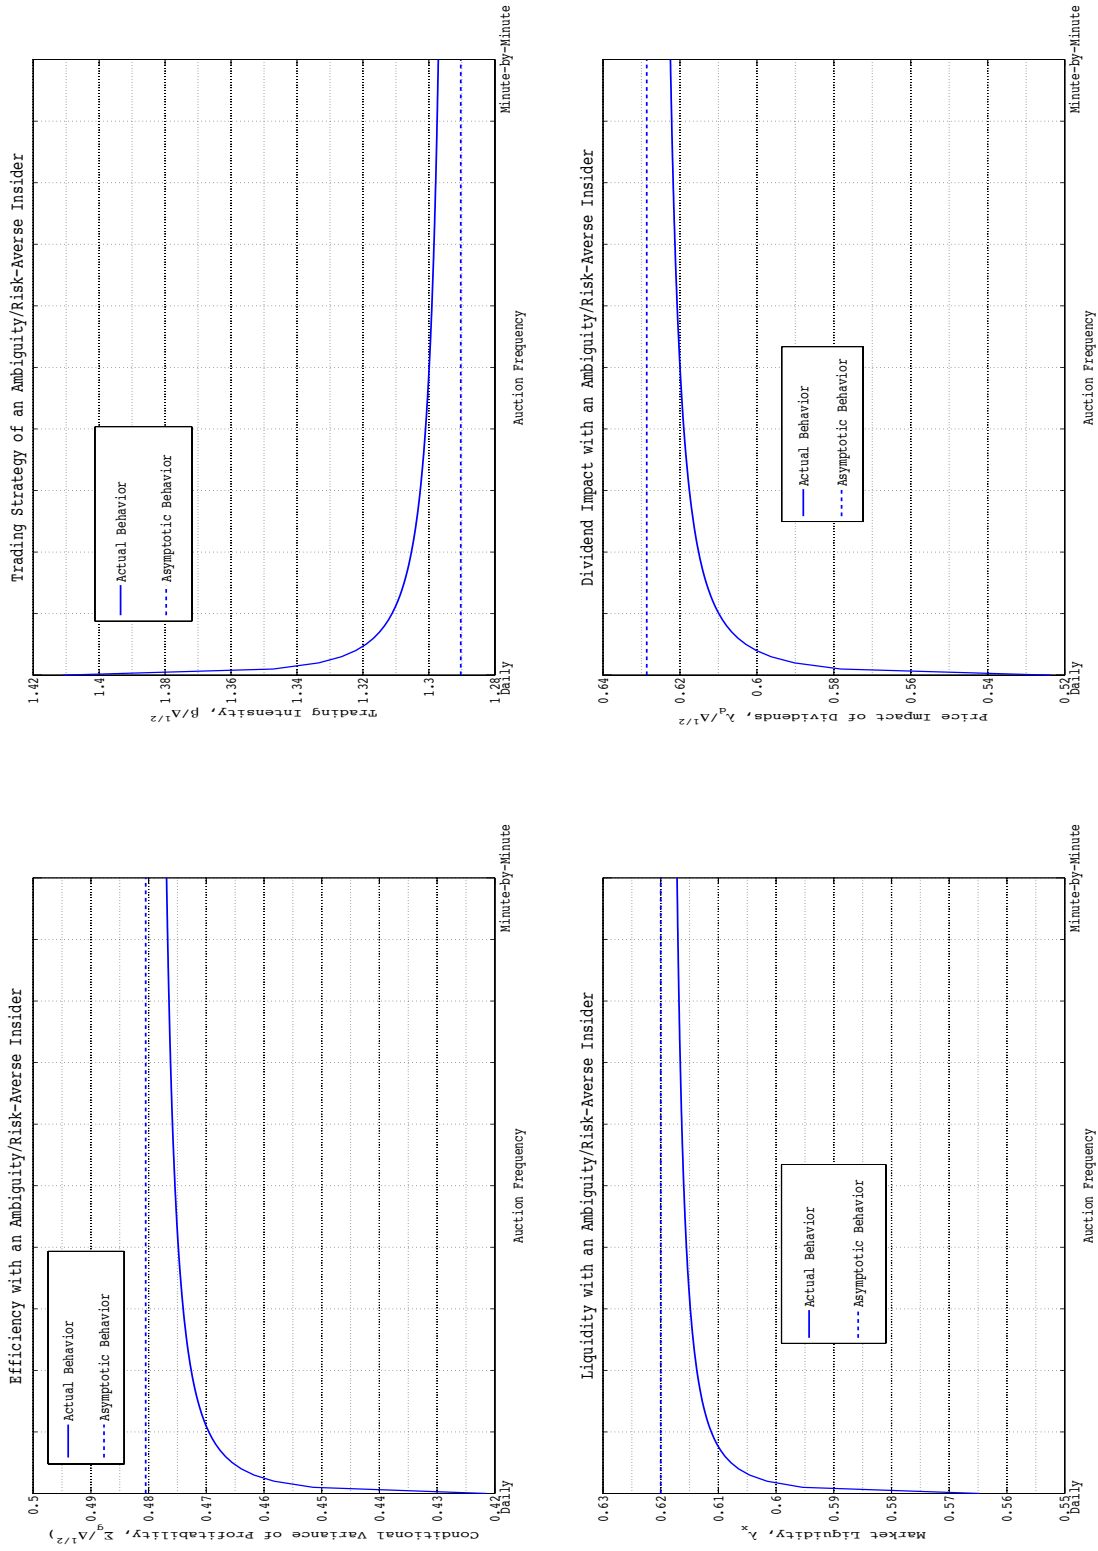 Efficiency with an Ambiguity/Risk-Averse Insider
Conditional Variance of Profitability, Σg/Δ^1/2)
0.5
0.49
0.48
0.47
0.46
0.45
0.44
0.43
0.42
Actual Behavior
Asymptotic Behavior
Daily
Minute-by-Minute
Auction Frequency
Trading Strategy of an Ambiguity/Risk-Averse Insider
Trading Intensity, β/Δ^1/2
1.42
1.4
1.38
1.36
1.34
1.32
1.3
1.28
Actual Behavior
Asymptotic Behavior
Daily
Minute-by-Minute
Auction Frequency
Liquidity with an Ambiguity/Risk-Averse Insider
Market Liquidity, λx
0.63
0.62
0.61
0.6
0.59
0.58
0.57
0.56
0.55
Actual Behavior
Asymptotic Behavior
Daily
Minute-by-Minute
Auction Frequency
Dividend Impact with an Ambiguity/Risk-Averse Insider
Price Impact of Dividends, λd/Δ^1/2
0.64
0.62
0.6
0.58
0.56
0.54
0.52
Actual Behavior
Asymptotic Behavior
Daily
Minute-by-Minute
Auction Frequency